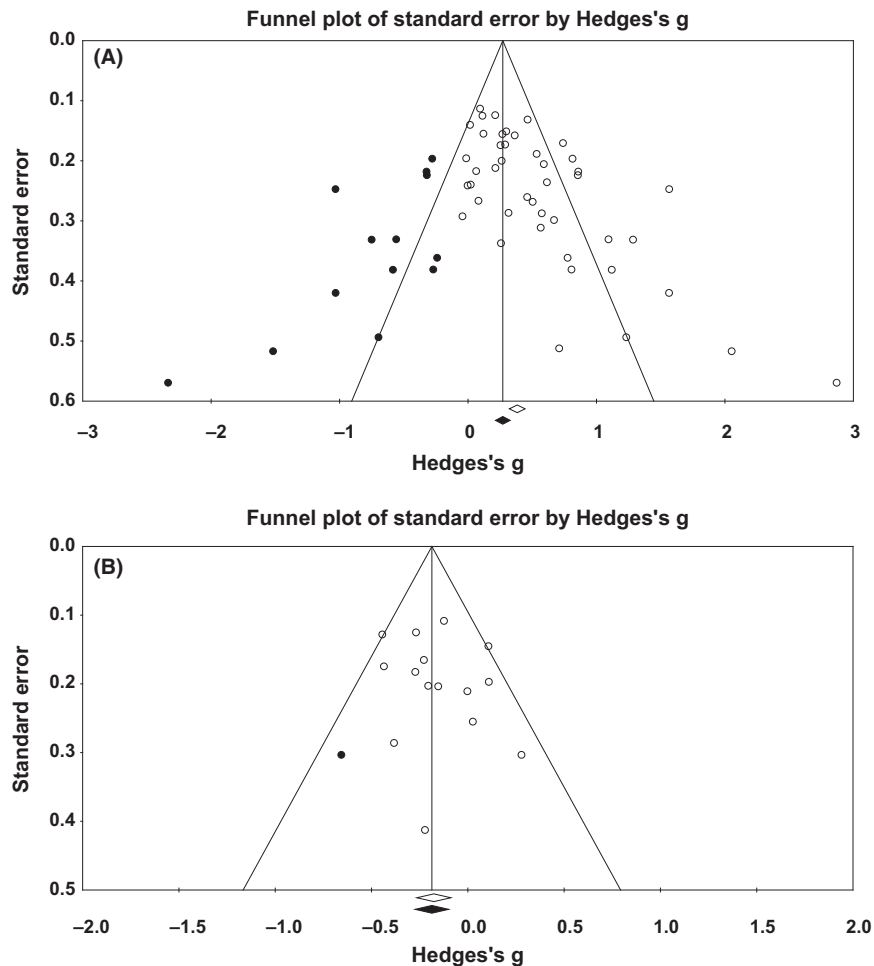 Funnel plot of standard error by Hedges's g
(A)
0.0
0.1
0.2
0.3
0.4
0.5
0.6
Standard error
–3 –2 –1 0 1 2 3
Hedges's g
Funnel plot of standard error by Hedges's g
(B)
0.0
0.1
0.2
0.3
0.4
0.5
Standard error
–2.0 –1.5 –1.0 –0.5 0.0 0.5 1.0 1.5 2.0
Hedges's g